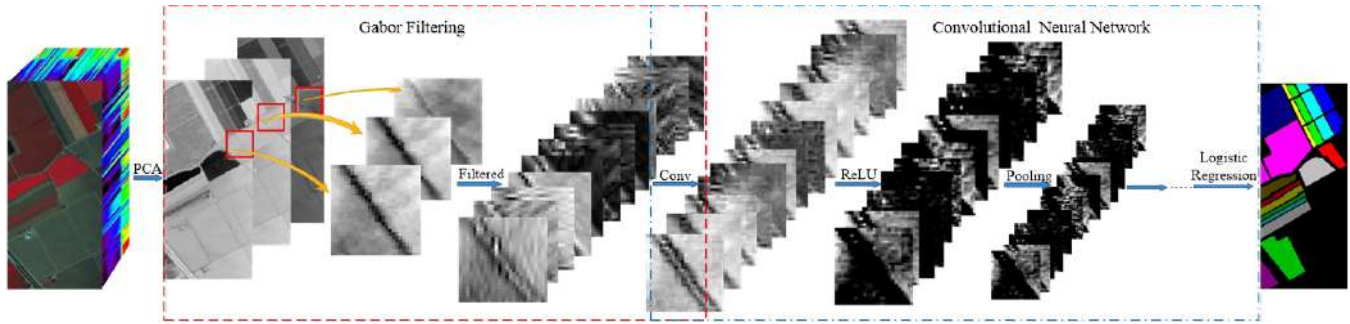 Gabor Filtering
Convolutional Neural Network
PCA
Filtered
Conv
ReLU
Pooling
Logistic
Regression